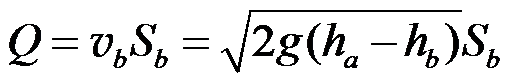 Q = v_b S_b = √(2g(h_a − h_b)) S_b